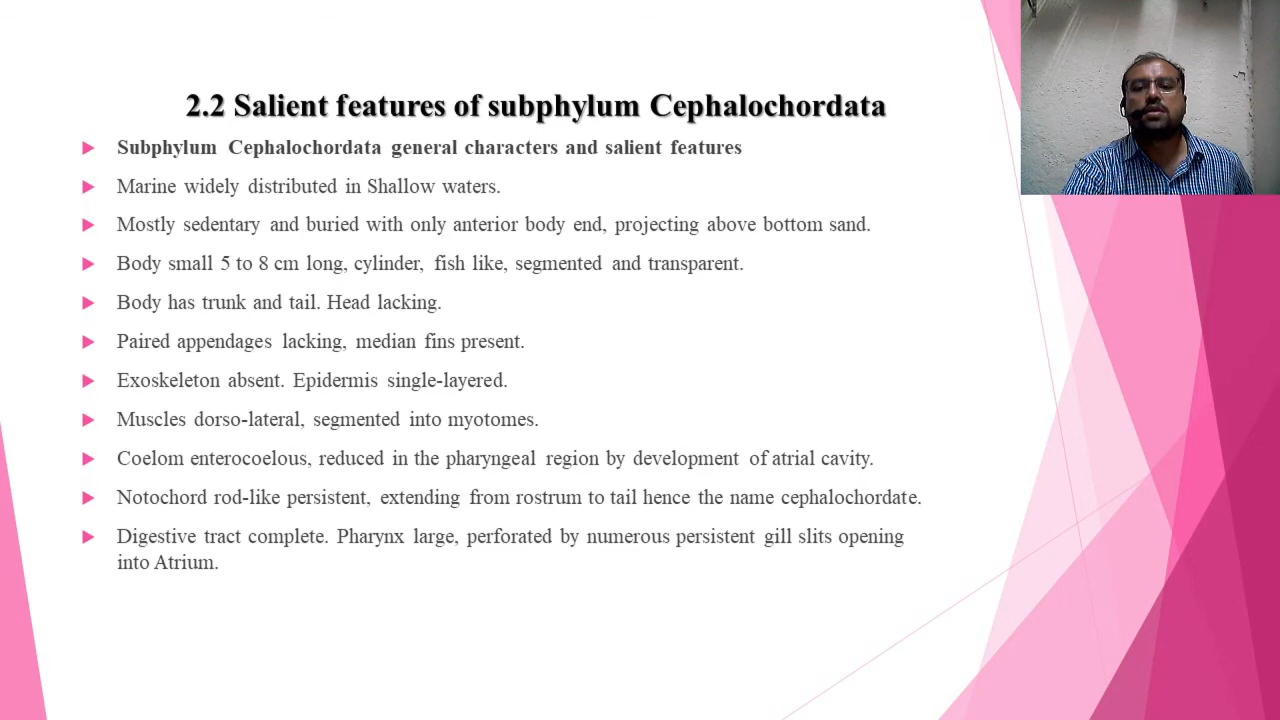 2.2 Salient features of subphylum Cephalochordata
Subphylum Cephalochordata general characters and salient features
Marine widely distributed in Shallow waters.
Mostly sedentary and buried with only anterior body end, projecting above bottom sand.
Body small 5 to 8 cm long, cylinder, fish like, segmented and transparent.
Body has trunk and tail. Head lacking.
Paired appendages lacking, median fins present.
Exoskeleton absent. Epidermis single-layered.
Muscles dorso-lateral, segmented into myotomes.
Coelom enterocoelous, reduced in the pharyngeal region by development of atrial cavity.
Notochord rod-like persistent, extending from rostrum to tail hence the name cephalochordate.
Digestive tract complete. Pharynx large, perforated by numerous persistent gill slits opening
into Atrium.